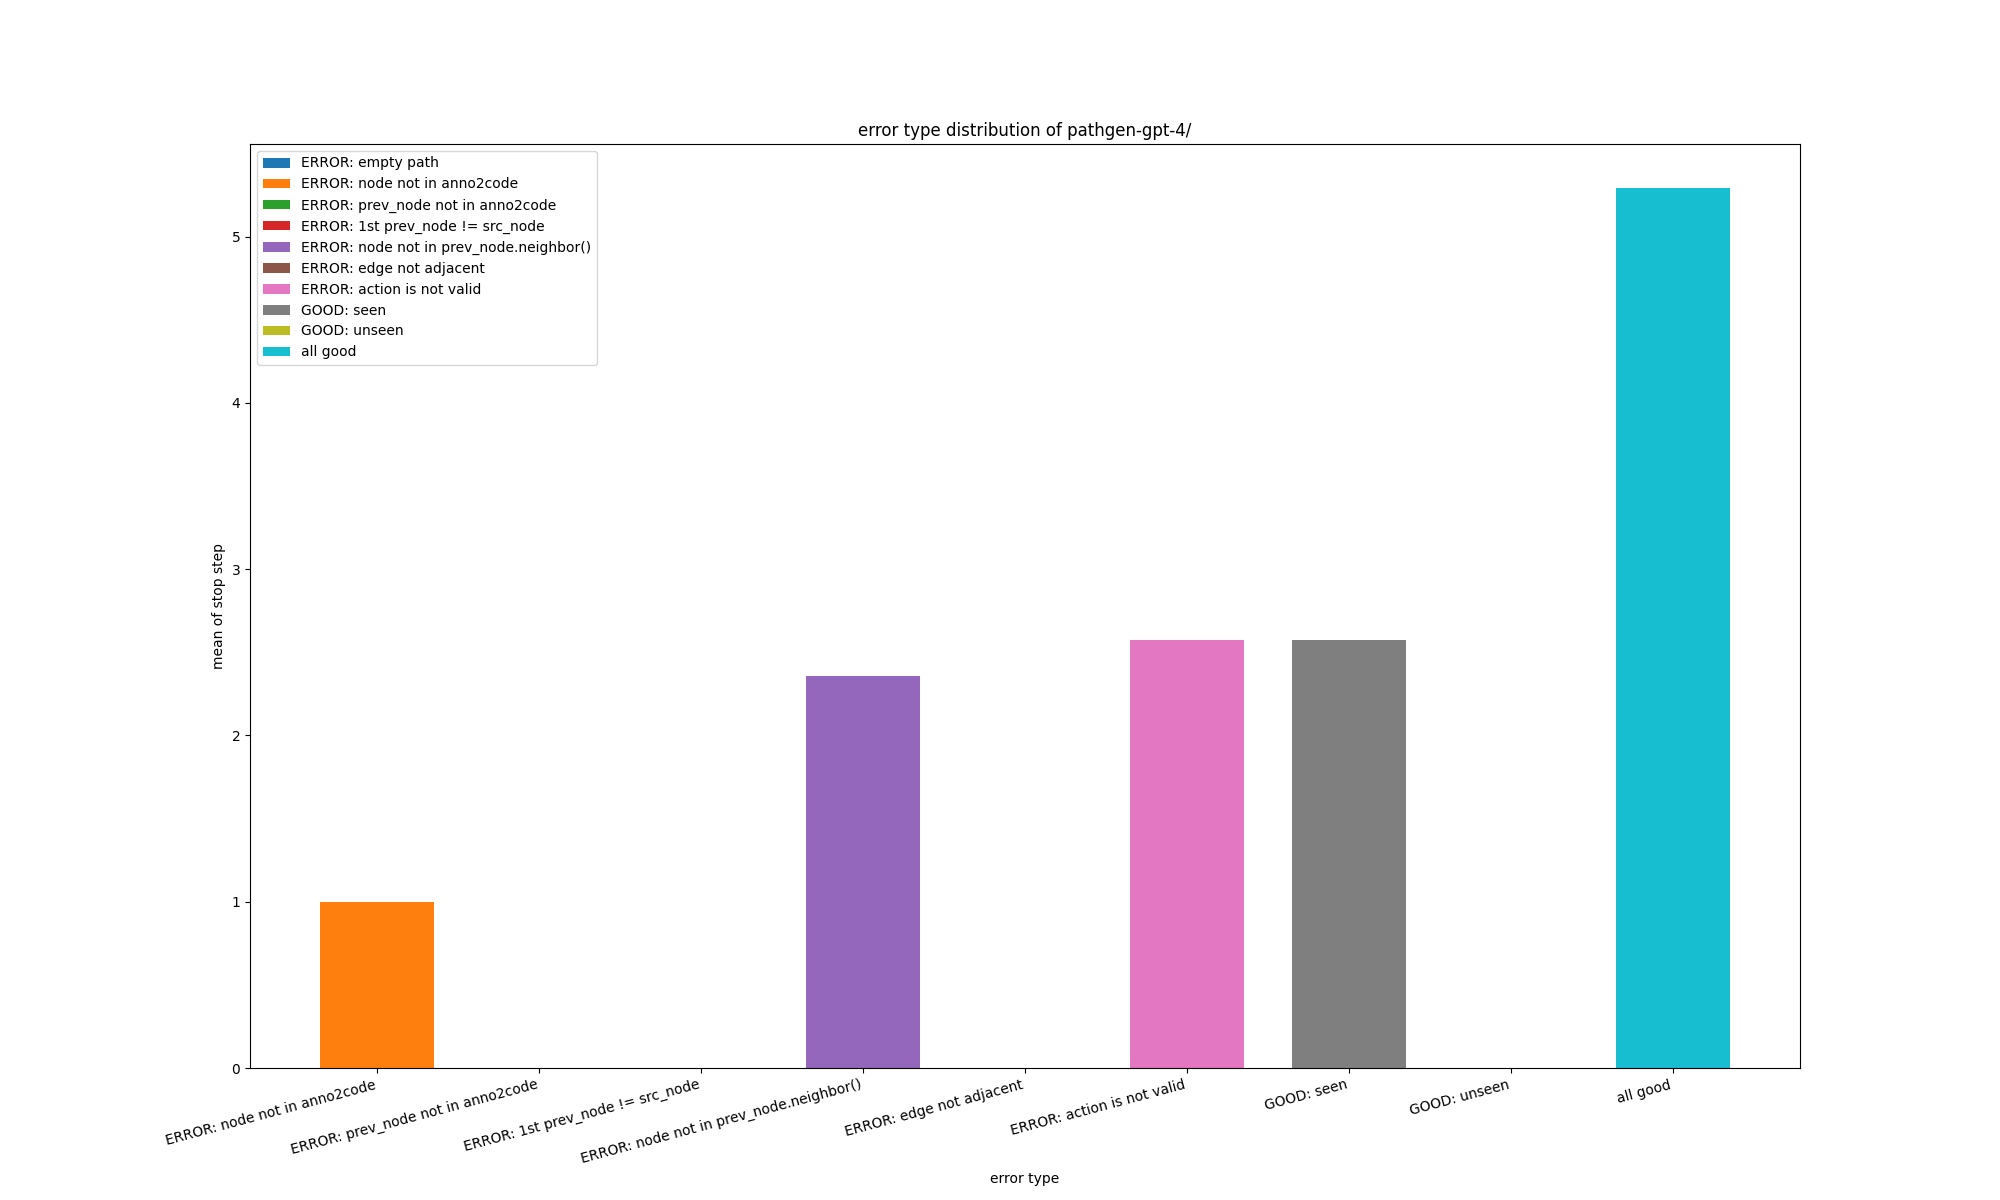 error type distribution of pathgen-gpt-4/
ERROR: empty path
ERROR: node not in anno2code
ERROR: prev_node not in anno2code
ERROR: 1st prev_node != src_node
ERROR: node not in prev_node.neighbor()
ERROR: edge not adjacent
ERROR: action is not valid
GOOD: seen
GOOD: unseen
all good
5
4
3
2
1
0
mean of stop step
ERROR: node not in anno2code
ERROR: prev_node not in anno2code
ERROR: 1st prev_node != src_node
ERROR: node not in prev_node.neighbor()
ERROR: edge not adjacent
ERROR: action is not valid
GOOD: seen
GOOD: unseen
all good
error type